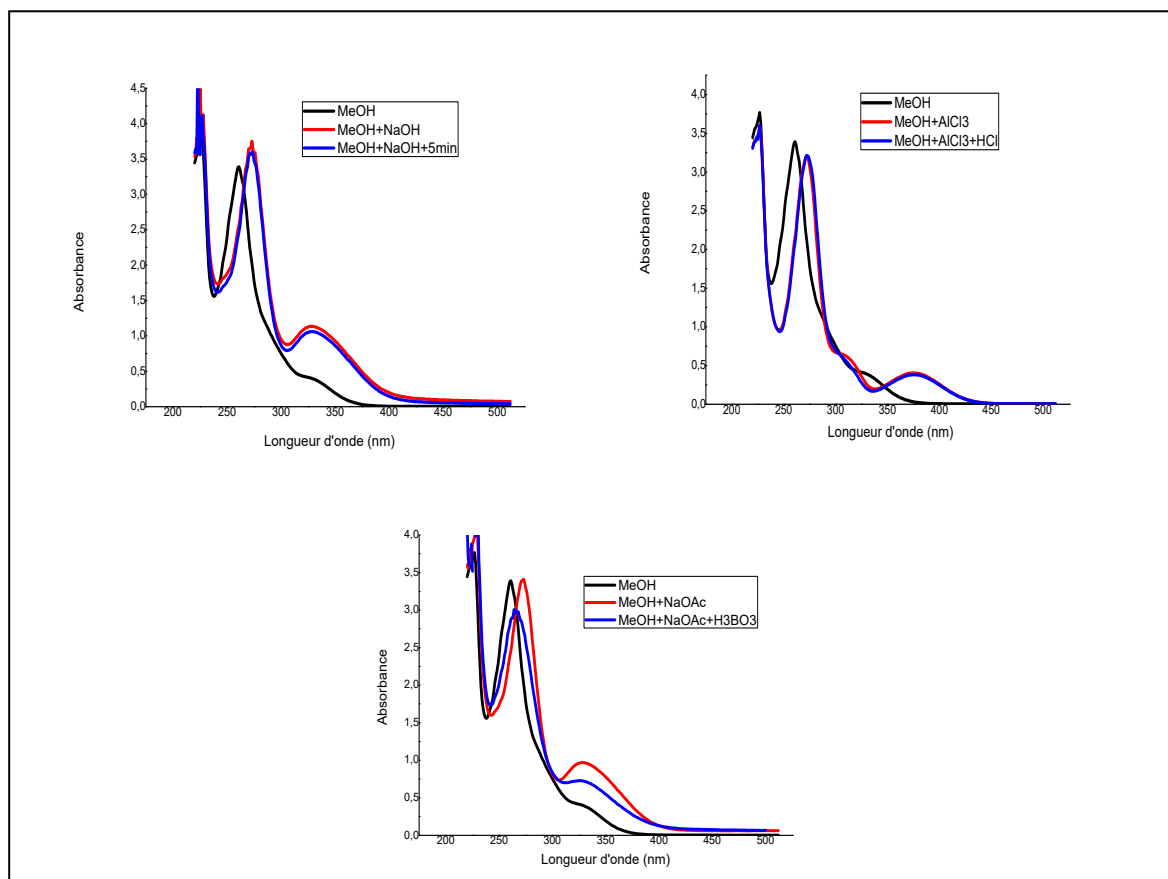 4,5
4,0
3,5
3,0
2,5
2,0
1,5
1,0
0,5
0,0
Absorbance
MeOH
MeOH+NaOH
MeOH+NaOH+5min
200 250 300 350 400 450 500
Longueur d'onde (nm)
4,0
3,5
3,0
2,5
2,0
1,5
1,0
0,5
0,0
Absorbance
MeOH
MeOH+AlCl3
MeOH+AlCl3+HCl
200 250 300 350 400 450 500
Longueur d'onde (nm)
4,0
3,5
3,0
2,5
2,0
1,5
1,0
0,5
0,0
Absorbance
MeOH
MeOH+NaOAc
MeOH+NaOAc+H3BO3
200 250 300 350 400 450 500
Longueur d'onde (nm)